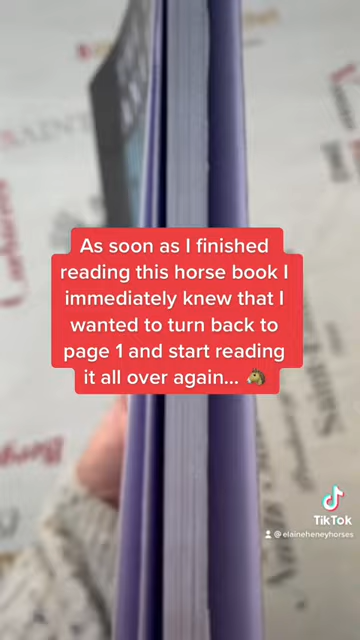 As soon as I finished
reading this horse book I
immediately knew that I
wanted to turn back to
page 1 and start reading
it all over again... 🐴
TikTok
@elaineheneyhorses